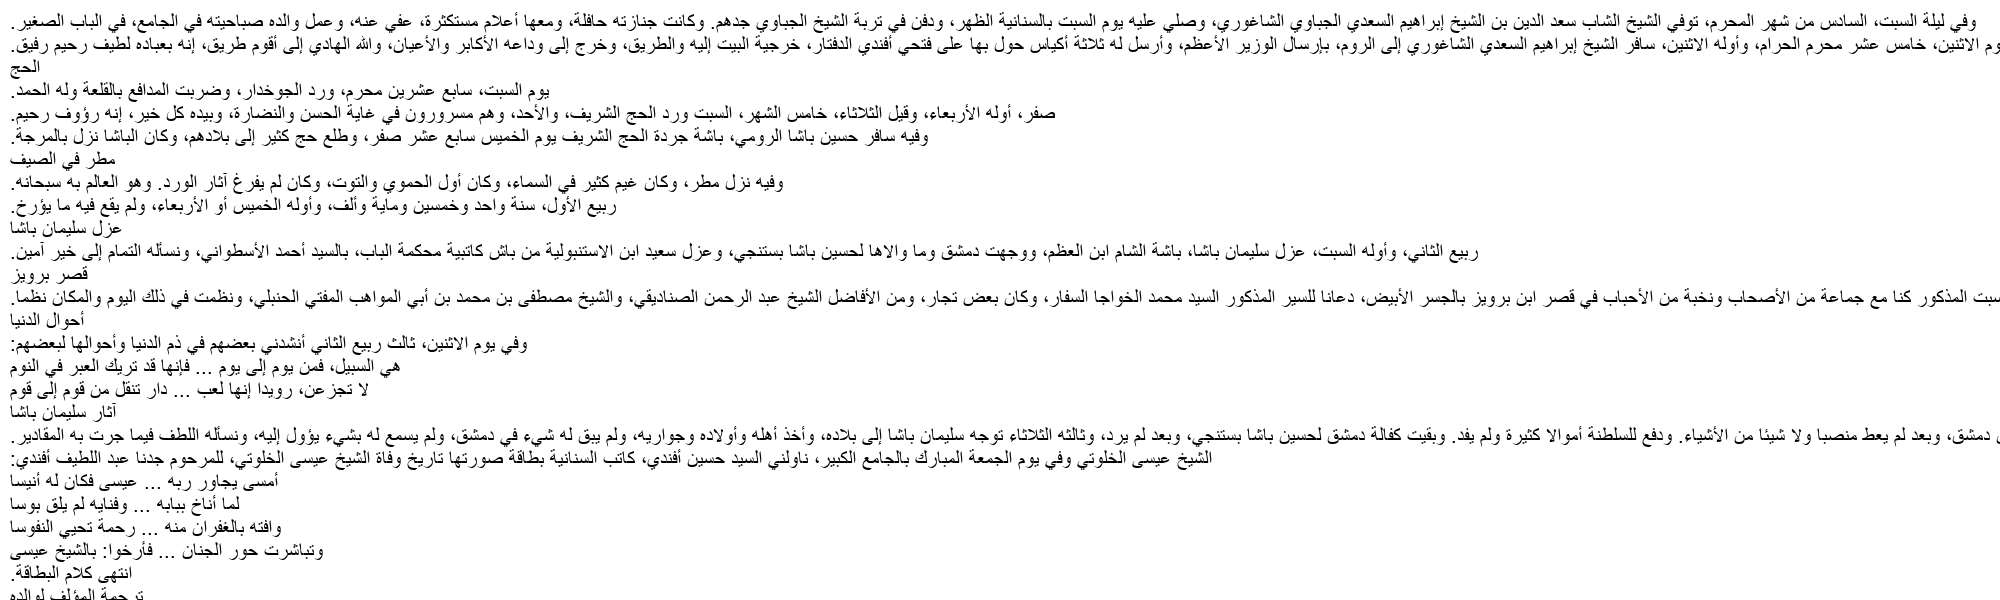 وفي ليلة السبت، السادس من شهر المحرم، توفي الشيخ الشاب سعد الدين بن الشيخ إبراهيم السعدي الجباوي الشاغوري، وصلي عليه يوم السبت بالسنانية الظهر، ودفن في تربة الشيخ الجباوي جدهم. وكانت جنازته حافلة، ومعها أعلام مستكثرة، عفي عنه، وعمل والده صباحيته في الجامع، في الباب الصغير.
وم الاثنين، خامس عشر محرم الحرام، وأوله الاثنين، سافر الشيخ إبراهيم السعدي الشاغوري إلى الروم، بإرسال الوزير الأعظم، وأرسل له ثلاثة أكياس حول بها على فتحي أفندي الدفتار، خرجية البيت إليه والطريق، وخرج إلى وداعه الأكابر والأعيان، والله الهادي إلى أقوم طريق، إنه بعباده لطيف رحيم رفيق.
الحج
يوم السبت، سابع عشرين محرم، ورد الجوخدار، وضربت المدافع بالقلعة وله الحمد.
صفر، أوله الأربعاء، وقيل الثلاثاء، خامس الشهر، السبت ورد الحج الشريف، والأحد، وهم مسرورون في غاية الحسن والنضارة، وبيده كل خير، إنه رؤوف رحيم.
وفيه سافر حسين باشا الرومي، باشة جردة الحج الشريف يوم الخميس سابع عشر صفر، وطلع حج كثير إلى بلادهم، وكان الباشا نزل بالمرجة.
مطر في الصيف
وفيه نزل مطر، وكان غيم كثير في السماء، وكان أول الحموي والتوت، وكان لم يفرغ آثار الورد. وهو العالم به سبحانه.
ربيع الأول، سنة واحد وخمسين وماية وألف، وأوله الخميس أو الأربعاء، ولم يقع فيه ما يؤرخ.
عزل سليمان باشا
ربيع الثاني، وأوله السبت، عزل سليمان باشا، باشة الشام ابن العظم، ووجهت دمشق وما والاها لحسين باشا بستنجي، وعزل سعيد ابن الاستنبولية من باش كاتبية محكمة الباب، بالسيد أحمد الأسطواني، ونسأله التمام إلى خير آمين.
قصر برويز
سبت المذكور كنا مع جماعة من الأصحاب ونخبة من الأحباب في قصر ابن برويز بالجسر الأبيض، دعانا للسير المذكور السيد محمد الخواجا السفار، وكان بعض تجار، ومن الأفاضل الشيخ عبد الرحمن الصناديقي، والشيخ مصطفى بن محمد بن أبي المواهب المفتي الحنبلي، ونظمت في ذلك اليوم والمكان نظما.
أحوال الدنيا
وفي يوم الاثنين، ثالث ربيع الثاني أنشدني بعضهم في ذم الدنيا وأحوالها لبعضهم:
هي السبيل، فمن يوم إلى يوم ... فإنها قد تريك العبر في النوم
لا تجزعن، رويدا إنها لعب ... دار تنقل من قوم إلى قوم
آثار سليمان باشا
دمشق، وبعد لم يعط منصبا ولا شيئا من الأشياء. ودفع للسلطنة أموالا كثيرة ولم يفد. وبقيت كفالة دمشق لحسين باشا بستنجي، وبعد لم يرد، وثالثه الثلاثاء توجه سليمان باشا إلى بلاده، وأخذ أهله وأولاده وجواريه، ولم يبق له شيء في دمشق، ولم يسمع له بشيء يؤول إليه، ونسأله اللطف فيما جرت به المقادير.
الشيخ عيسى الخلوتي وفي يوم الجمعة المبارك بالجامع الكبير، ناولني السيد حسين أفندي، كاتب السنانية بطاقة صورتها تاريخ وفاة الشيخ عيسى الخلوتي، للمرحوم جدنا عبد اللطيف أفندي:
أمسى يجاور ربه ... عيسى فكان له أنيسا
لما أناخ ببابه ... وفنايه لم يلق بوسا
وافته بالغفران منه ... رحمة تحيي النفوسا
وتباشرت حور الجنان ... فأرخوا: بالشيخ عيسى
انتهى كلام البطاقة.
ترجمة المؤلف لوالده